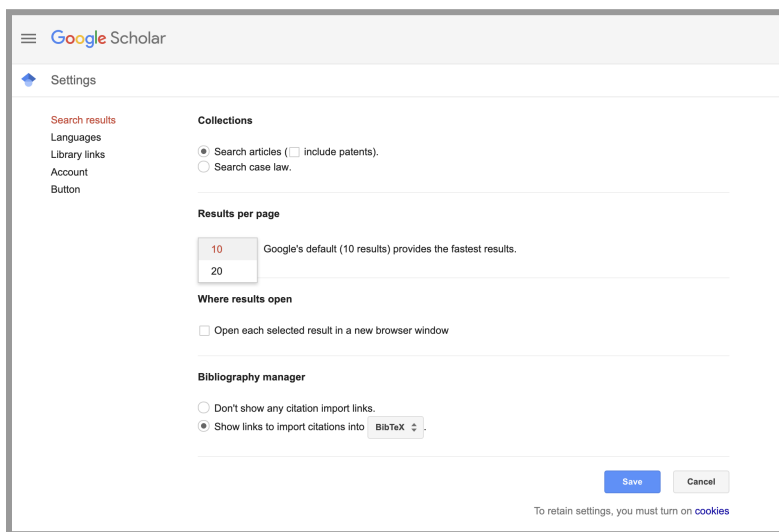 Google Scholar
Settings
Search results
Languages
Library links
Account
Button
Collections
Search articles ( include patents).
Search case law.
Results per page
10
20
Google's default (10 results) provides the fastest results.
Where results open
Open each selected result in a new browser window
Bibliography manager
Don't show any citation import links.
Show links to import citations into BibTeX .
Save Cancel
To retain settings, you must turn on cookies